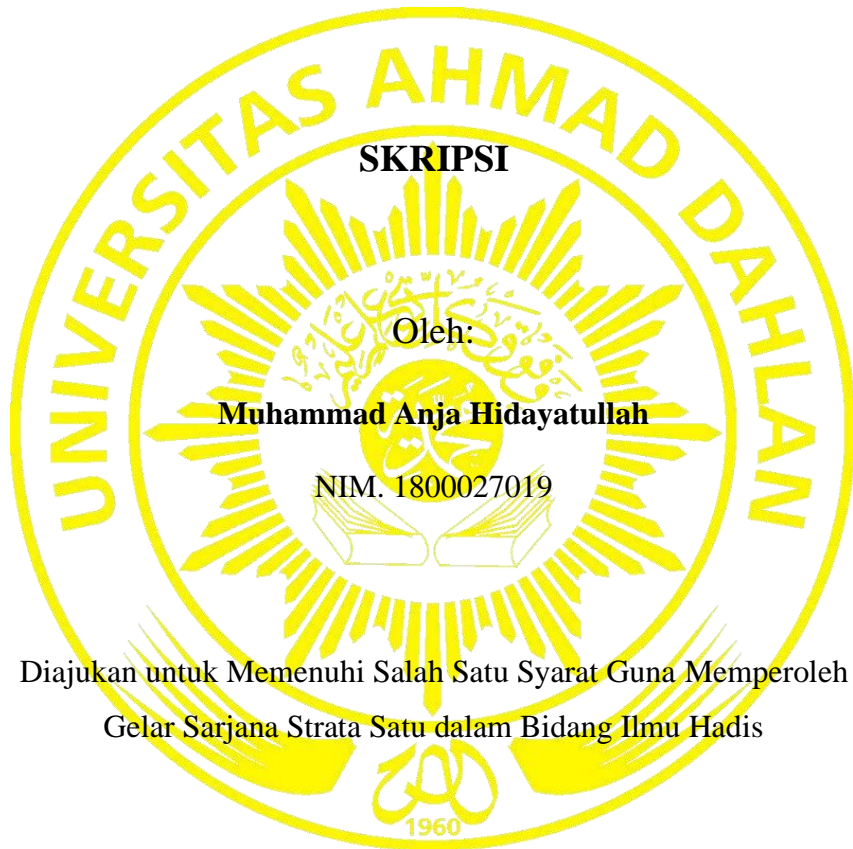 UNIVERSITAS AHMAD DAHLAN
SKRIPSI
Oleh:
Muhammad Anja Hidayatullah
NIM. 1800027019
Diajukan untuk Memenuhi Salah Satu Syarat Guna Memperoleh
Gelar Sarjana Strata Satu dalam Bidang Ilmu Hadis
1960